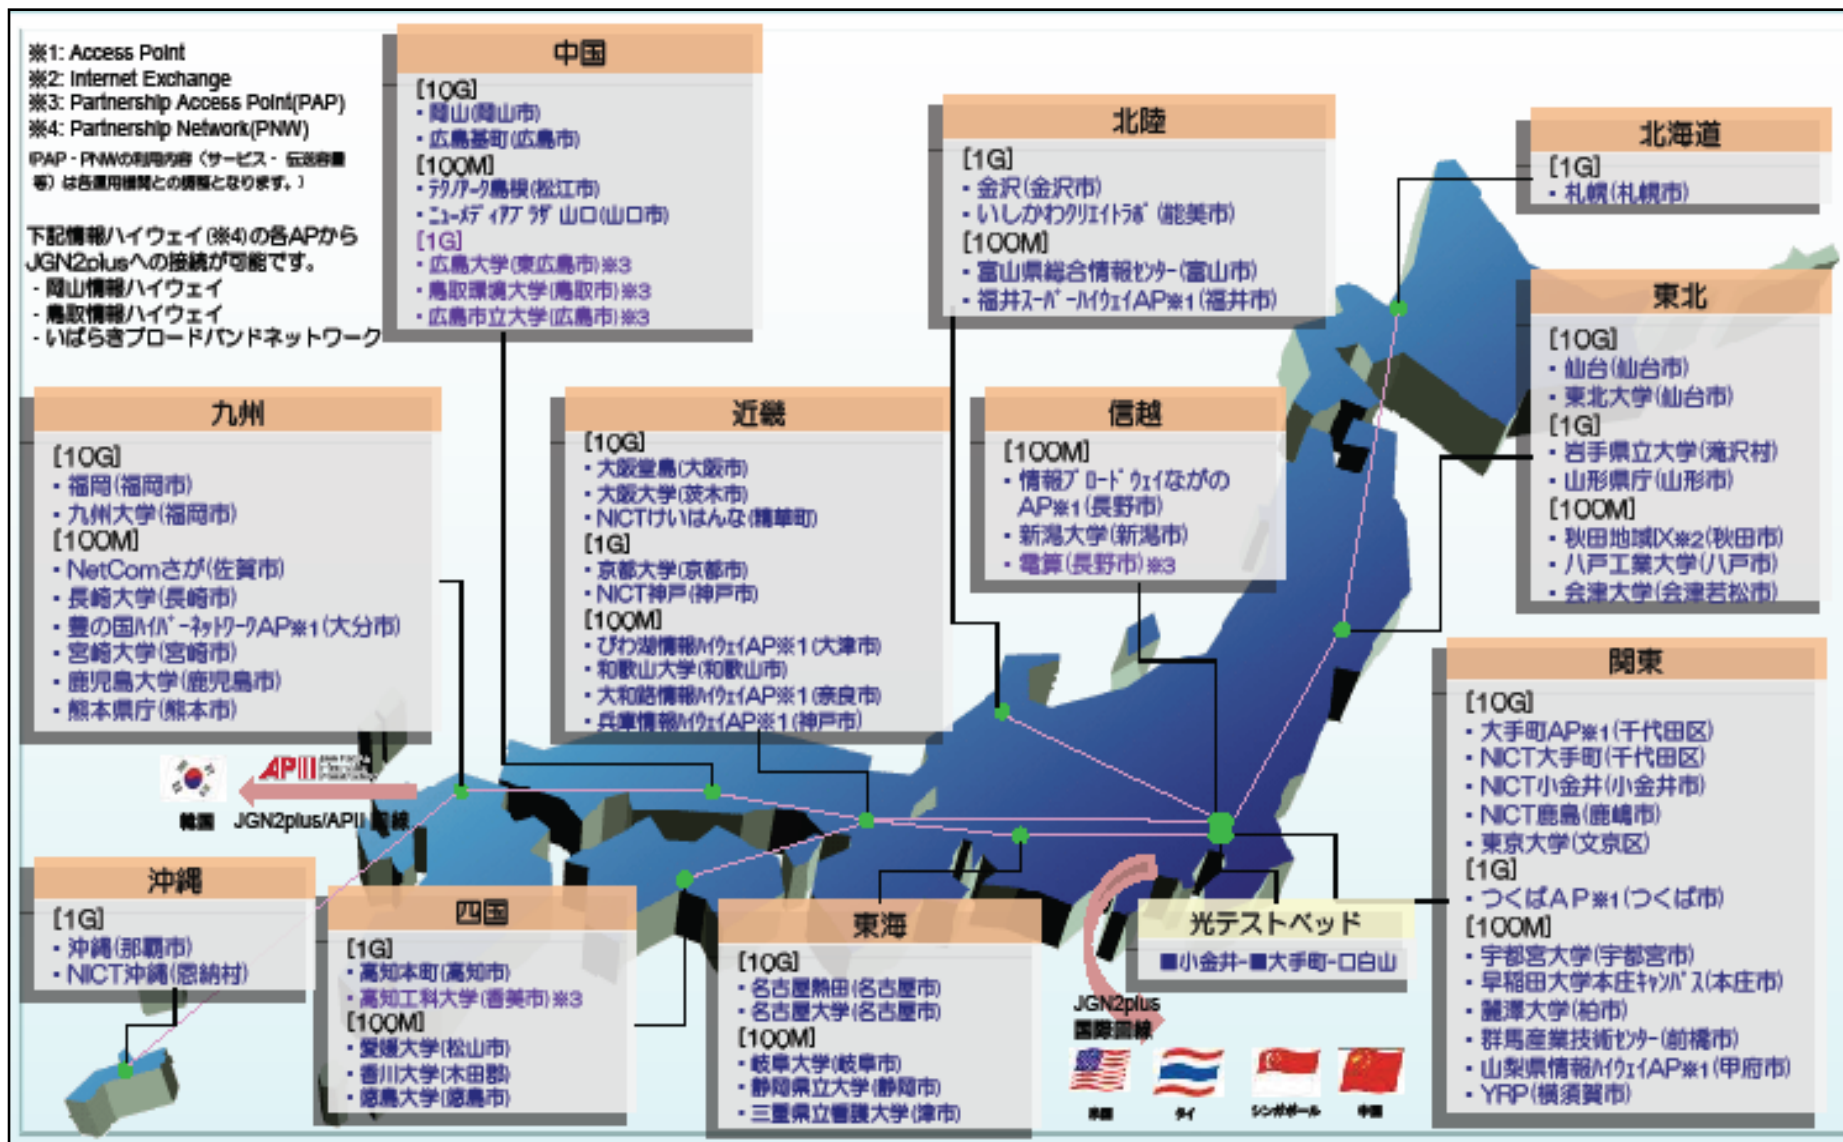 ※1: Access Point
※2: Internet Exchange
※3: Partnership Access Point(PAP)
※4: Partnership Network(PNW)
(PAP・PNWの利用内容（サービス・ 伝送容量
等）は各運用機関との調整となります。)
下記情報ハイウェイ(※4)の各APから
JGN2plusへの接続が可能です。
- 岡山情報ハイウェイ
- 鳥取情報ハイウェイ
- いばらきブロードバンドネットワーク
中国
[10G]
・岡山(岡山市)
・広島基町(広島市)
[100M]
・ﾃｸﾉｱｰｸ島根(松江市)
・ﾆｭｰﾒﾃﾞｨｱﾌﾟﾗｻﾞ 山口(山口市)
[1G]
・広島大学(東広島市)※3
・鳥取環境大学(鳥取市)※3
・広島市立大学(広島市)※3
北陸
[1G]
・金沢(金沢市)
・いしかわｸﾘｴｲﾄﾗﾎﾞ(能美市)
[100M]
・富山県総合情報ｾﾝﾀｰ(富山市)
・福井ｽｰﾊﾟｰﾊｲｳｪｲAP※1(福井市)
北海道
[1G]
・札幌(札幌市)
東北
[10G]
・仙台(仙台市)
・東北大学(仙台市)
[1G]
・岩手県立大学(滝沢村)
・山形県庁(山形市)
[100M]
・秋田地域IX※2(秋田市)
・八戸工業大学(八戸市)
・会津大学(会津若松市)
九州
[10G]
・福岡(福岡市)
・九州大学(福岡市)
[100M]
・NetComさが(佐賀市)
・長崎大学(長崎市)
・豊の国ﾊｲﾊﾟｰﾈｯﾄﾜｰｸAP※1(大分市)
・宮崎大学(宮崎市)
・鹿児島大学(鹿児島市)
・熊本県庁(熊本市)
近畿
[10G]
・大阪堂島(大阪市)
・大阪大学(茨木市)
・NICTけいはんな(精華町)
[1G]
・京都大学(京都市)
・NICT神戸(神戸市)
[100M]
・びわ湖情報ﾊｲｳｪｲAP※1(大津市)
・和歌山大学(和歌山市)
・大和路情報ﾊｲｳｪｲAP※1(奈良市)
・兵庫情報ﾊｲｳｪｲAP※1(神戸市)
信越
[100M]
・情報ﾌﾞﾛｰﾄﾞｳｪｲながの
AP※1(長野市)
・新潟大学(新潟市)
・電算(長野市)※3
関東
[10G]
・大手町AP※1(千代田区)
・NICT大手町(千代田区)
・NICT小金井(小金井市)
・NICT鹿島(鹿嶋市)
・東京大学(文京区)
[1G]
・つくばＡＰ※1(つくば市)
[100M]
・宇都宮大学(宇都宮市)
・早稲田大学本庄ｷｬﾝﾊﾟｽ(本庄市)
・麗澤大学(柏市)
・群馬産業技術ｾﾝﾀｰ(前橋市)
・山梨県情報ﾊｲｳｪｲAP※1(甲府市)
・YRP(横須賀市)
APII
韓国
JGN2plus/APII 回線
沖縄
[1G]
・沖縄(那覇市)
・NICT沖縄(恩納村)
四国
[1G]
・高知本町(高知市)
・高知工科大学(香美市)※3
[100M]
・愛媛大学(松山市)
・香川大学(木田郡)
・徳島大学(徳島市)
東海
[10G]
・名古屋熱田(名古屋市)
・名古屋大学(名古屋市)
[100M]
・岐阜大学(岐阜市)
・静岡県立大学(静岡市)
・三重県立看護大学(津市)
光テストベッド
■小金井-■大手町-口白山
JGN2plus
国際回線
米国
タイ
シンガポール
中国